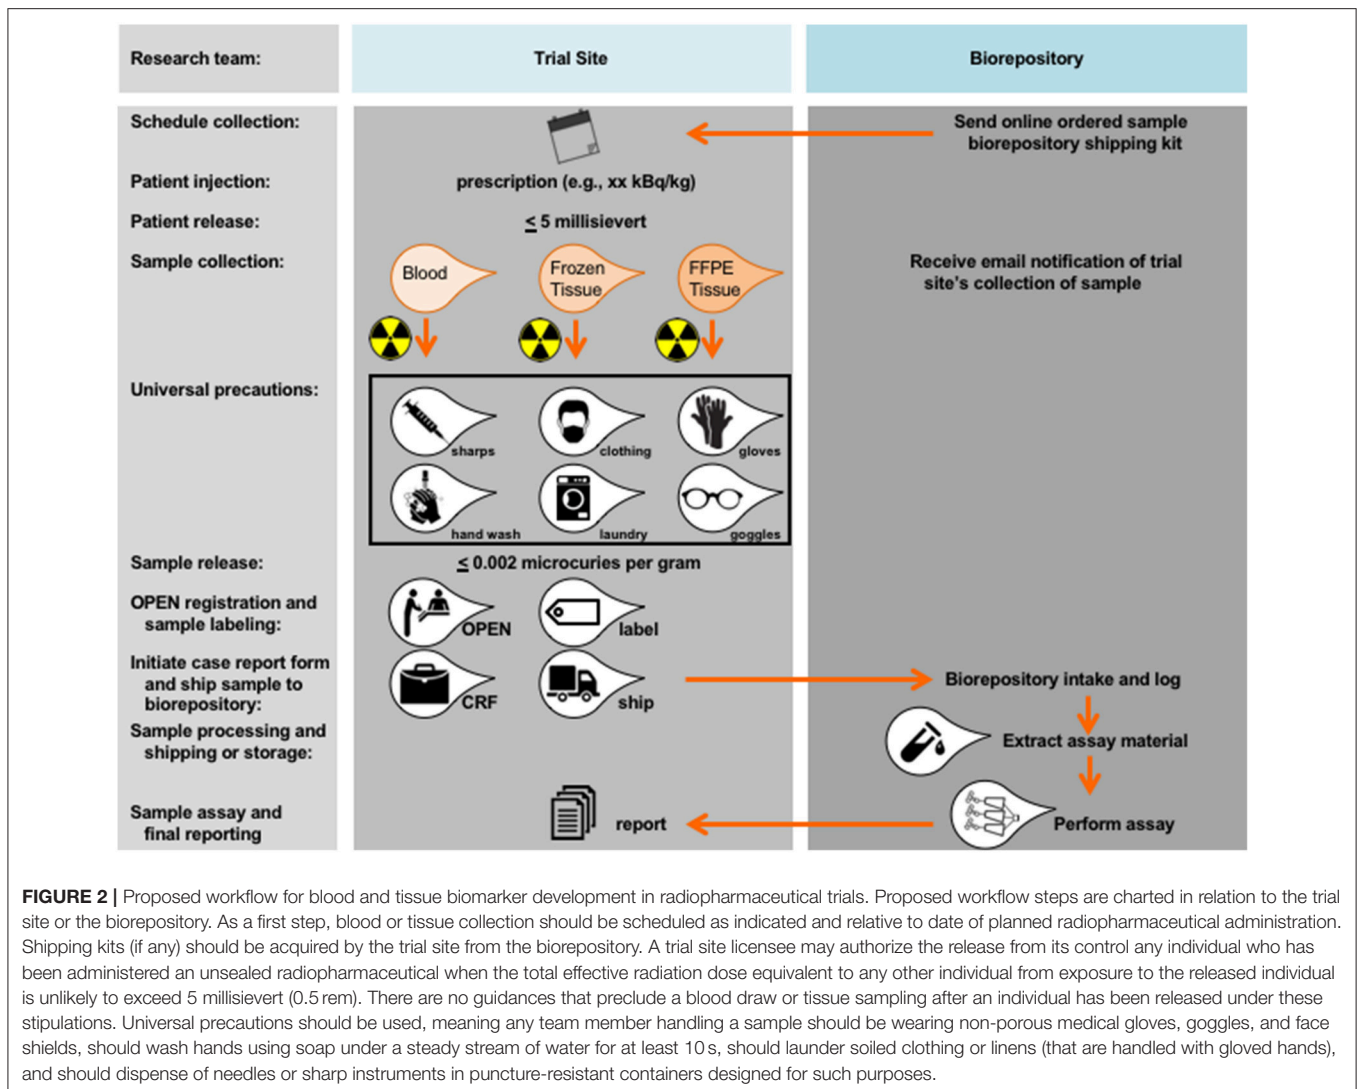 Research team:
Trial Site
Biorepository
Schedule collection:
Send online ordered sample
biorepository shipping kit
Patient injection:
prescription (e.g., xx kBq/kg)
Patient release:
≤ 5 millisievert
Sample collection:
Blood
Frozen
Tissue
FFPE
Tissue
Receive email notification of trial
site's collection of sample
Universal precautions:
sharps
clothing
gloves
hand wash
laundry
goggles
Sample release:
≤ 0.002 microcuries per gram
OPEN registration and
sample labeling:
OPEN
label
Initiate case report form
and ship sample to
biorepository:
CRF
ship
Biorepository intake and log
Sample processing and
shipping or storage:
Extract assay material
Sample assay and
final reporting
report
Perform assay
FIGURE 2 | Proposed workflow for blood and tissue biomarker development in radiopharmaceutical trials. Proposed workflow steps are charted in relation to the trial
site or the biorepository. As a first step, blood or tissue collection should be scheduled as indicated and relative to date of planned radiopharmaceutical administration.
Shipping kits (if any) should be acquired by the trial site from the biorepository. A trial site licensee may authorize the release from its control any individual who has
been administered an unsealed radiopharmaceutical when the total effective radiation dose equivalent to any other individual from exposure to the released individual
is unlikely to exceed 5 millisievert (0.5 rem). There are no guidances that preclude a blood draw or tissue sampling after an individual has been released under these
stipulations. Universal precautions should be used, meaning any team member handling a sample should be wearing non-porous medical gloves, goggles, and face
shields, should wash hands using soap under a steady stream of water for at least 10 s, should launder soiled clothing or linens (that are handled with gloved hands),
and should dispense of needles or sharp instruments in puncture-resistant containers designed for such purposes.